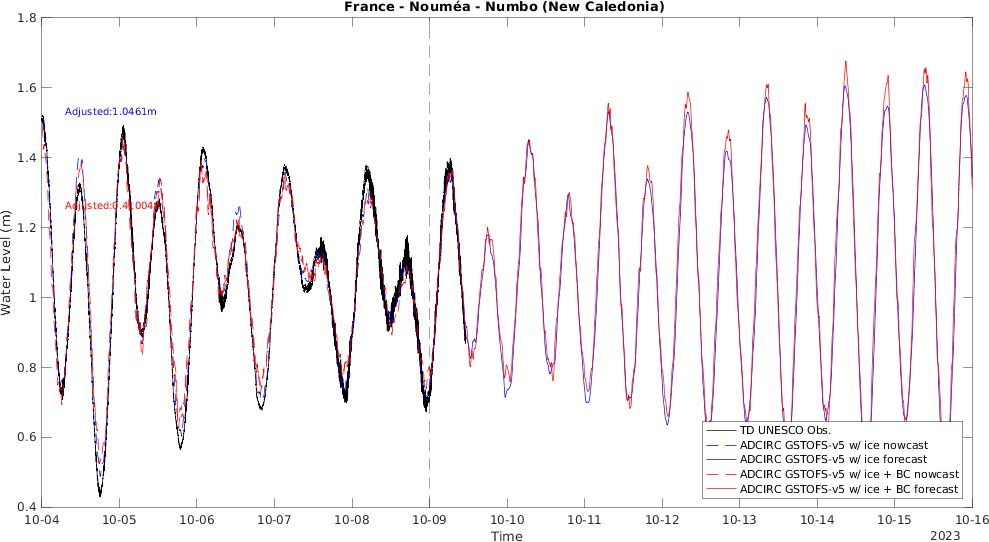 France - Nouméa - Numbo (New Caledonia)
1.8
1.6
1.4
1.2
1
0.8
0.6
0.4
Water Level (m)
Adjusted:1.0461m
TD UNESCO Obs.
ADCIRC GSTOFS-v5 w/ ice nowcast
ADCIRC GSTOFS-v5 w/ ice forecast
ADCIRC GSTOFS-v5 w/ ice + BC nowcast
ADCIRC GSTOFS-v5 w/ ice + BC forecast
10-04 10-05 10-06 10-07 10-08 10-09 10-10 10-11 10-12 10-13 10-14 10-15 10-16
Time
2023